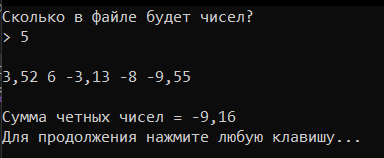 Сколько в файле будет чисел?
> 5
3,52 6 -3,13 -8 -9,55
Сумма четных чисел = -9,16
Для продолжения нажмите любую клавишу...